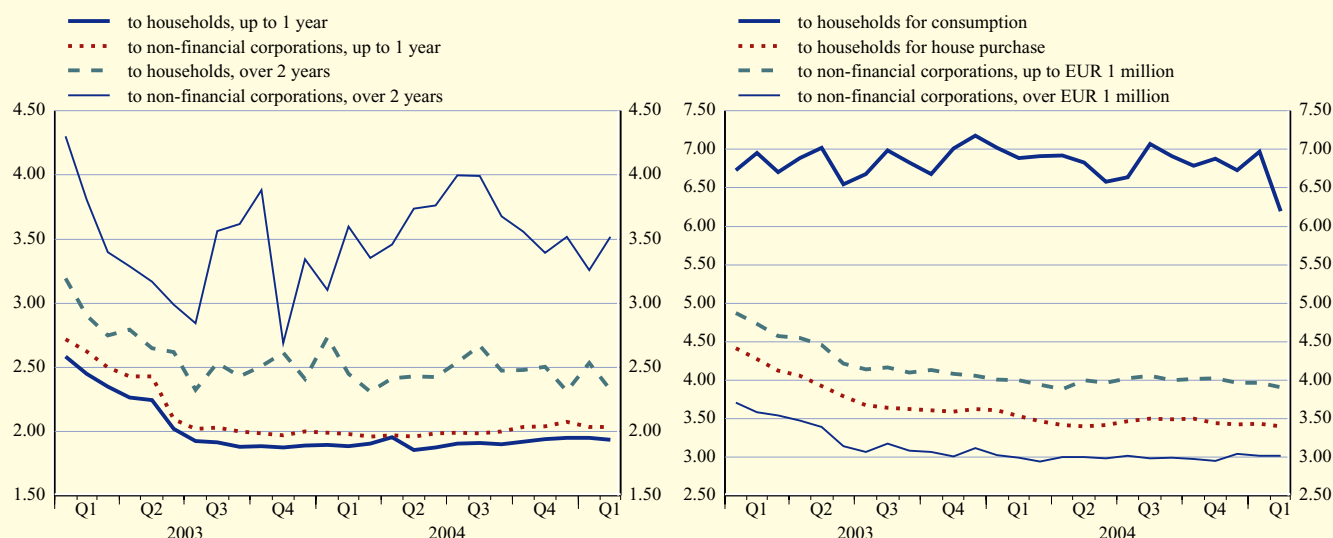 to households, up to 1 year
to non-financial corporations, up to 1 year
to households, over 2 years
to non-financial corporations, over 2 years
4.50 4.50
4.00 4.00
3.50 3.50
3.00 3.00
2.50 2.50
2.00 2.00
1.50 1.50
Q1 Q2 Q3 Q4 Q1 Q2 Q3 Q4 Q1
2003 2004
to households for consumption
to households for house purchase
to non-financial corporations, up to EUR 1 million
to non-financial corporations, over EUR 1 million
7.50 7.50
7.00 7.00
6.50 6.50
6.00 6.00
5.50 5.50
5.00 5.00
4.50 4.50
4.00 4.00
3.50 3.50
3.00 3.00
2.50 2.50
Q1 Q2 Q3 Q4 Q1 Q2 Q3 Q4 Q1
2003 2004